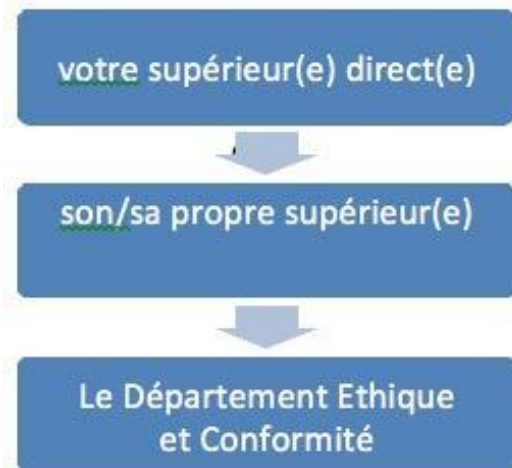 votre supérieur(e) direct(e)
son/sa propre supérieur(e)
Le Département Ethique
et Conformité